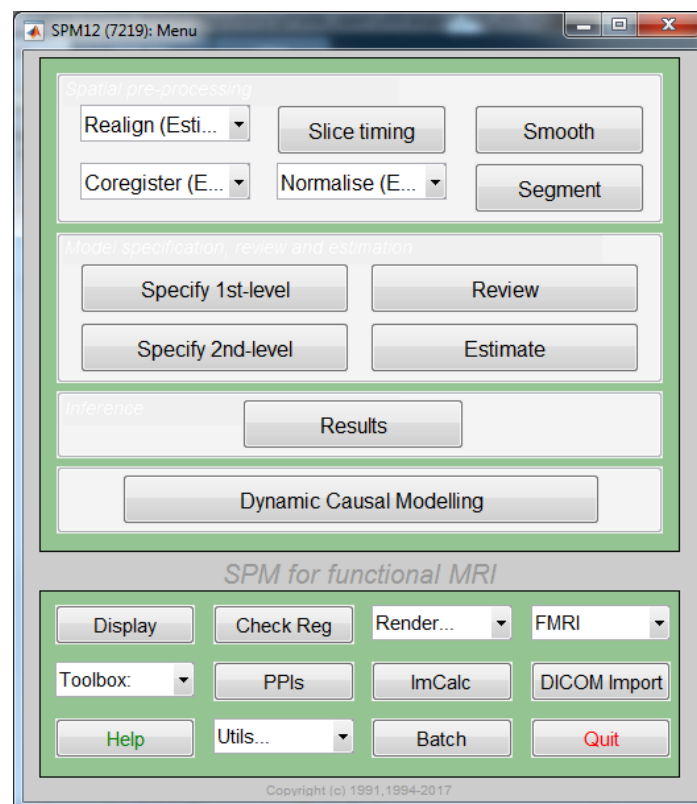 SPM12 (7219): Menu
Spatial pre-processing
Realign (Esti...
Slice timing
Smooth
Coregister (E...
Normalise (E...
Segment
Model specification, review and estimation
Specify 1st-level
Review
Specify 2nd-level
Estimate
Inference
Results
Dynamic Causal Modelling
SPM for functional MRI
Display
Check Reg
Render...
FMRI
Toolbox:
PPIs
ImCalc
DICOM Import
Help
Utils...
Batch
Quit
Copyright (c) 1991,1994-2017